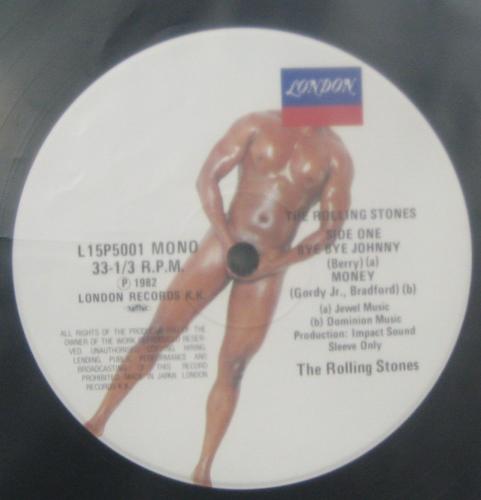 LONDON
THE ROLLING STONES
SIDE ONE
BYE BYE JOHNNY
(Berry) (a)
MONEY
(Gordy Jr., Bradford) (b)
(a) Jewel Music
(b) Dominion Music
Production: Impact Sound
Sleeve Only
The Rolling Stones
L15P5001 MONO
33-1/3 R.P.M.
Ⓟ 1982
LONDON RECORDS K.K.
ALL RIGHTS OF THE PRODUCER AND OF THE
OWNER OF THE WORK REPRODUCED RESER-
VED. UNAUTHORISED COPYING, HIRING,
LENDING, PUBLIC PERFORMANCE AND
BROADCASTING OF THIS RECORD
PROHIBITED. MADE IN JAPAN. LONDON
RECORDS K.K.